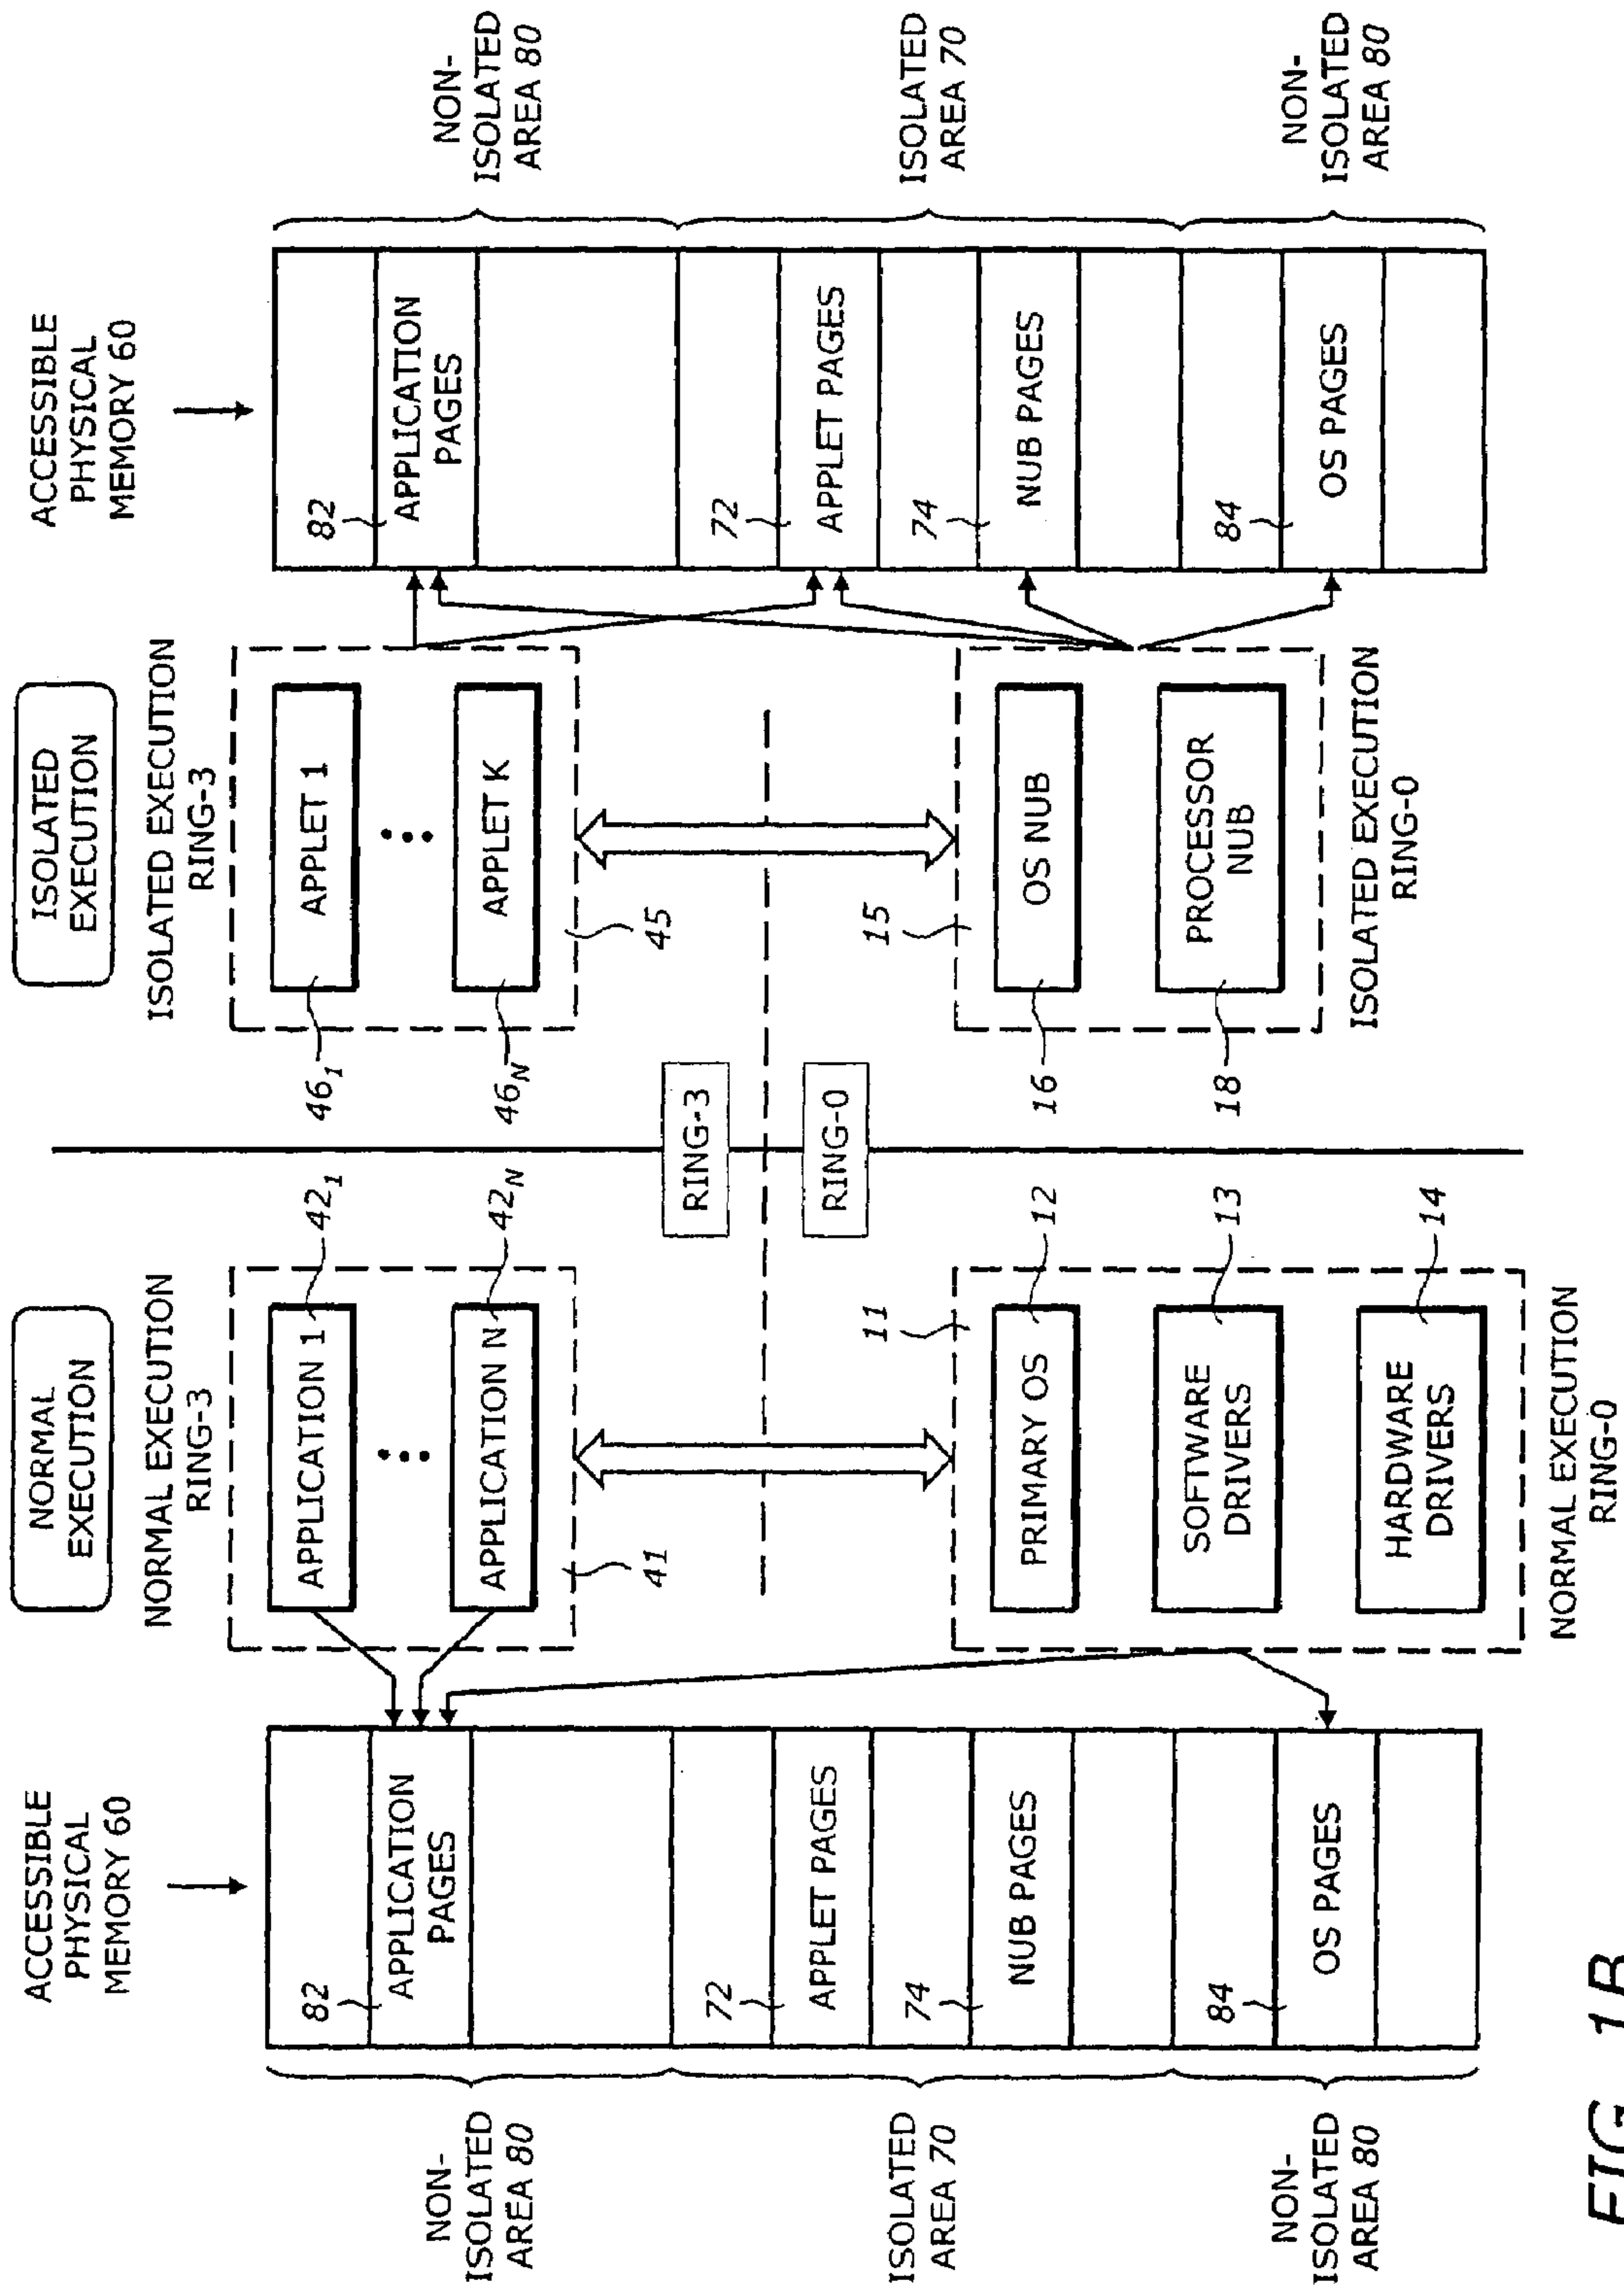 ACCESSIBLE
PHYSICAL
MEMORY 60
NON-
ISOLATED
AREA 80
82
APPLICATION
PAGES
ISOLATED
AREA 70
72
APPLET PAGES
74
NUB PAGES
NON-
ISOLATED
AREA 80
84
OS PAGES
NORMAL
EXECUTION
NORMAL EXECUTION
RING-3
APPLICATION 1
42₁
APPLICATION N
42N
41
11
PRIMARY OS
12
SOFTWARE
DRIVERS
13
HARDWARE
DRIVERS
14
NORMAL EXECUTION
RING-0
RING-3
RING-0
ISOLATED
EXECUTION
ISOLATED EXECUTION
RING-3
46₁
APPLET 1
46N
APPLET K
45
15
16
OS NUB
18
PROCESSOR
NUB
ISOLATED EXECUTION
RING-0
ACCESSIBLE
PHYSICAL
MEMORY 60
82
APPLICATION
PAGES
NON-
ISOLATED
AREA 80
72
APPLET PAGES
74
NUB PAGES
ISOLATED
AREA 70
84
OS PAGES
NON-
ISOLATED
AREA 80
FIG. 1B